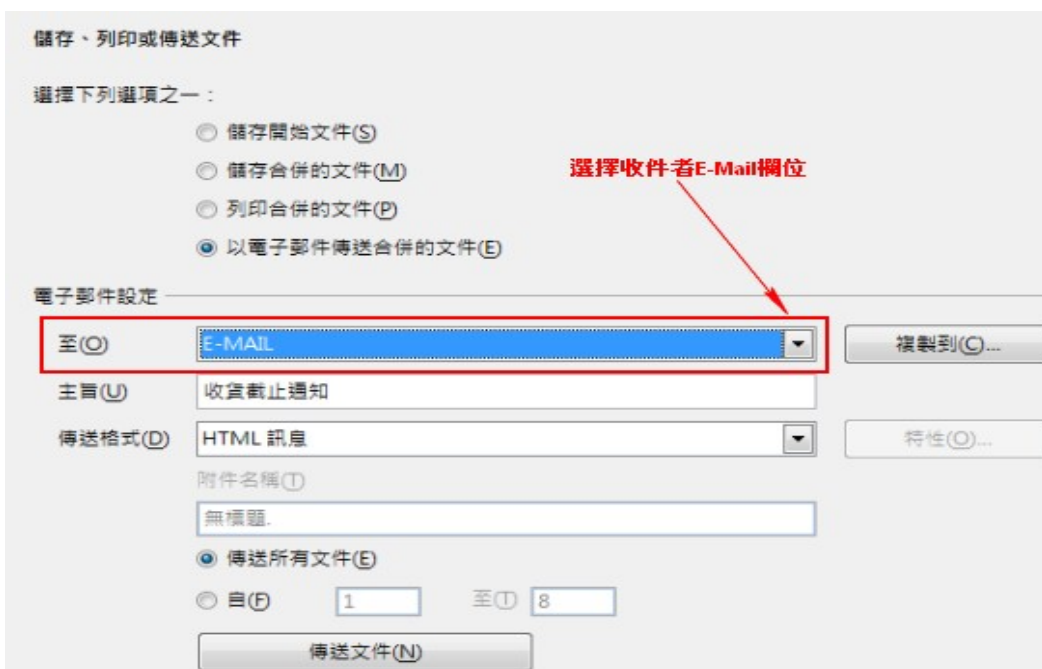 儲存、列印或傳送文件
選擇下列選項之一：
儲存開始文件(S)
儲存合併的文件(M)
選擇收件者E-Mail欄位
列印合併的文件(P)
以電子郵件傳送合併的文件(E)
電子郵件設定
至(O) E-MAIL 複製到(C)...
主旨(U) 收貨截止通知
傳送格式(D) HTML 訊息 特性(O)...
附件名稱(T)
無標題.
傳送所有文件(E)
自(F) 1 至(T) 8
傳送文件(N)